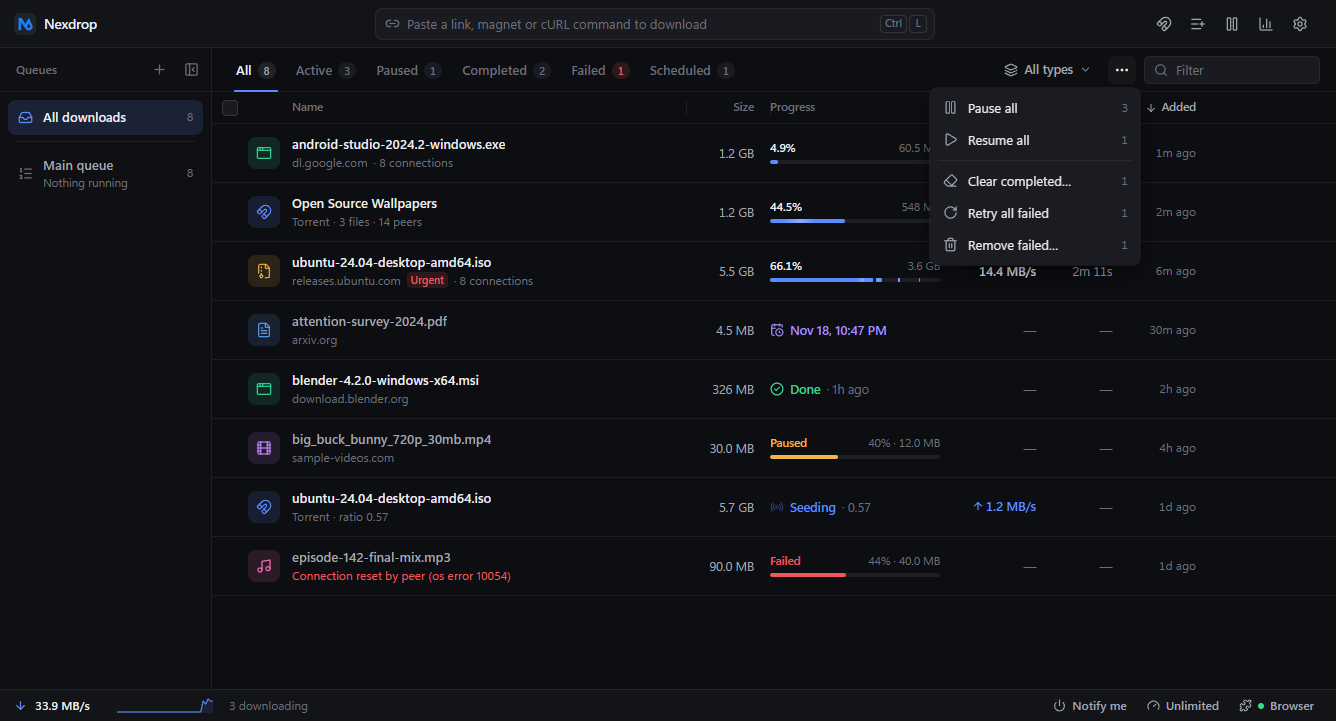 Nexdrop
Paste a link, magnet or cURL command to download
Ctrl L
Queues
All 8 Active 3 Paused 1 Completed 2 Failed 1 Scheduled 1
All types
Filter
All downloads 8
Main queue
Nothing running
8
Name Size Progress Added
Pause all 3
Resume all 1
Clear completed... 1
Retry all failed 1
Remove failed... 1
android-studio-2024.2-windows.exe
dl.google.com · 8 connections
1.2 GB
4.9% 60.5 M
1m ago
Open Source Wallpapers
Torrent · 3 files · 14 peers
1.2 GB
44.5% 548 M
2m ago
ubuntu-24.04-desktop-amd64.iso
releases.ubuntu.com Urgent · 8 connections
5.5 GB
66.1% 3.6 GB
14.4 MB/s 2m 11s 6m ago
attention-survey-2024.pdf
arxiv.org
4.5 MB Nov 18, 10:47 PM — — 30m ago
blender-4.2.0-windows-x64.msi
download.blender.org
326 MB Done · 1h ago — — 2h ago
big_buck_bunny_720p_30mb.mp4
sample-videos.com
30.0 MB
Paused 40% · 12.0 MB
— — 4h ago
ubuntu-24.04-desktop-amd64.iso
Torrent · ratio 0.57
5.7 GB Seeding · 0.57 1.2 MB/s — 1d ago
episode-142-final-mix.mp3
Connection reset by peer (os error 10054)
90.0 MB
Failed 44% · 40.0 MB
— — 1d ago
33.9 MB/s 3 downloading Notify me Unlimited Browser